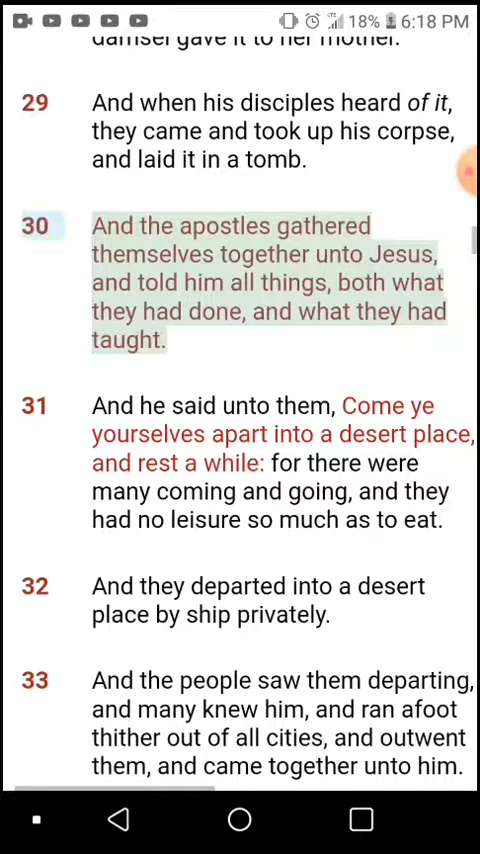 18% 6:18 PM
damsel gave it to her mother.
29 And when his disciples heard of it,
they came and took up his corpse,
and laid it in a tomb.
30 And the apostles gathered
themselves together unto Jesus,
and told him all things, both what
they had done, and what they had
taught.
31 And he said unto them, Come ye
yourselves apart into a desert place,
and rest a while: for there were
many coming and going, and they
had no leisure so much as to eat.
32 And they departed into a desert
place by ship privately.
33 And the people saw them departing,
and many knew him, and ran afoot
thither out of all cities, and outwent
them, and came together unto him.